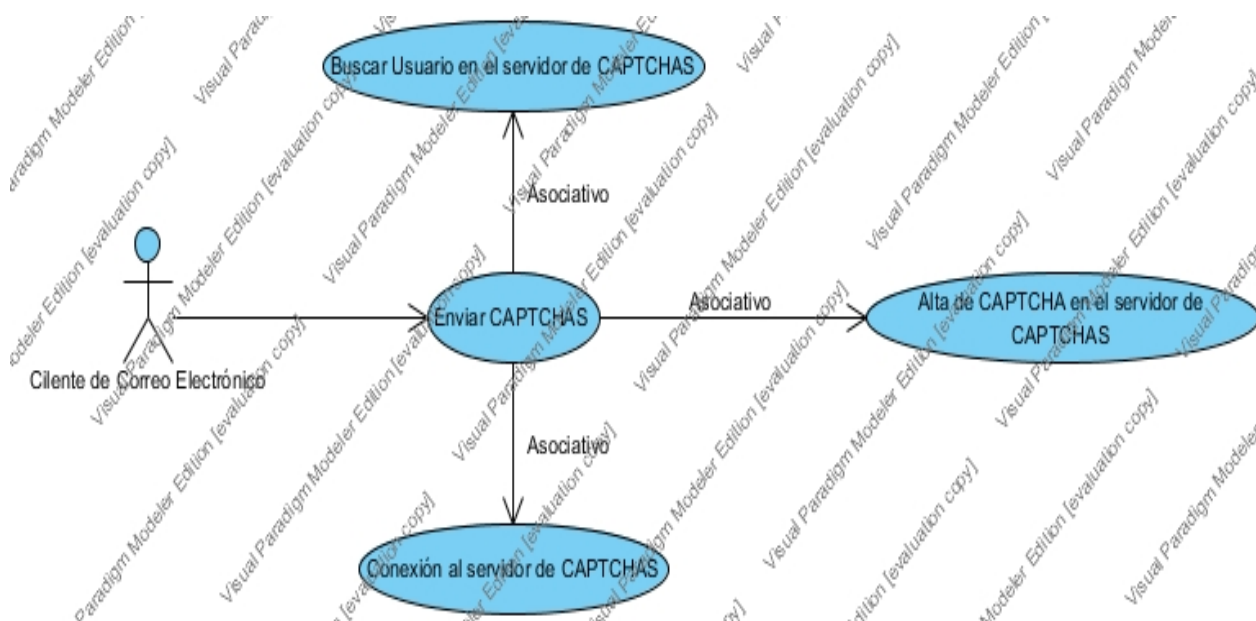 Buscar Usuario en el servidor de CAPTCHAS
Asociativo
Enviar CAPTCHAS
Asociativo
Alta de CAPTCHA en el servidor de
CAPTCHAS
Cilente de Correo Electrónico
Asociativo
Conexión al servidor de CAPTCHAS
Visual Paradigm Modeler Edition [evaluation copy]